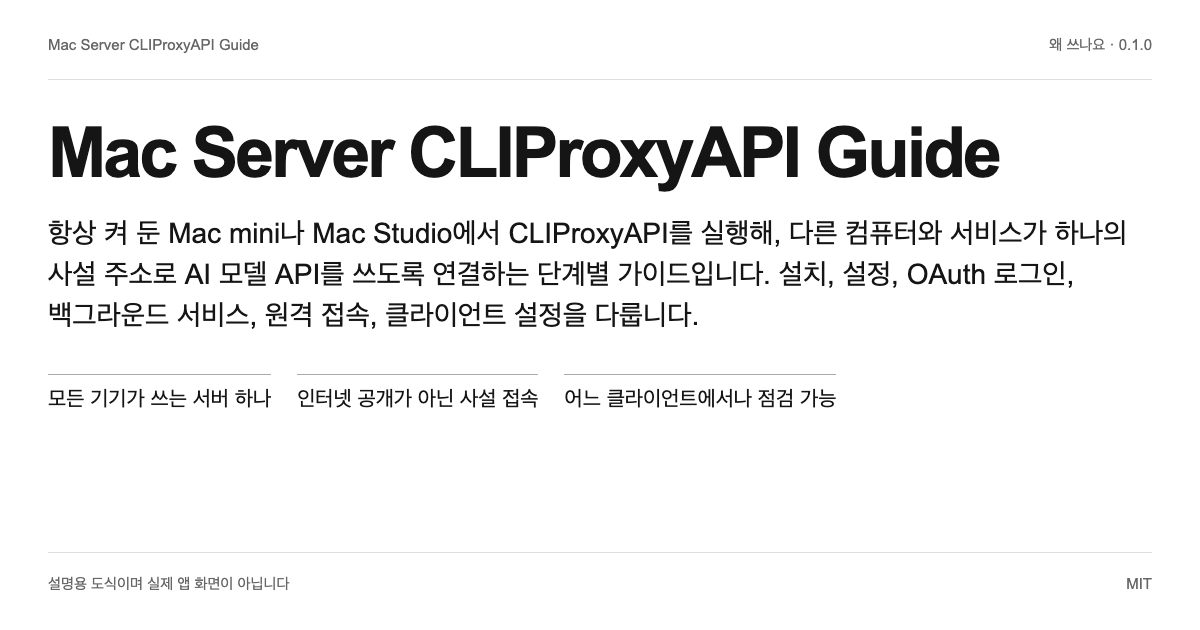 Mac Server CLIProxyAPI Guide
왜 쓰나요 · 0.1.0
Mac Server CLIProxyAPI Guide
항상 켜 둔 Mac mini나 Mac Studio에서 CLIProxyAPI를 실행해, 다른 컴퓨터와 서비스가 하나의
사설 주소로 AI 모델 API를 쓰도록 연결하는 단계별 가이드입니다. 설치, 설정, OAuth 로그인,
백그라운드 서비스, 원격 접속, 클라이언트 설정을 다룹니다.
모든 기기가 쓰는 서버 하나
인터넷 공개가 아닌 사설 접속
어느 클라이언트에서나 점검 가능
설명용 도식이며 실제 앱 화면이 아닙니다
MIT